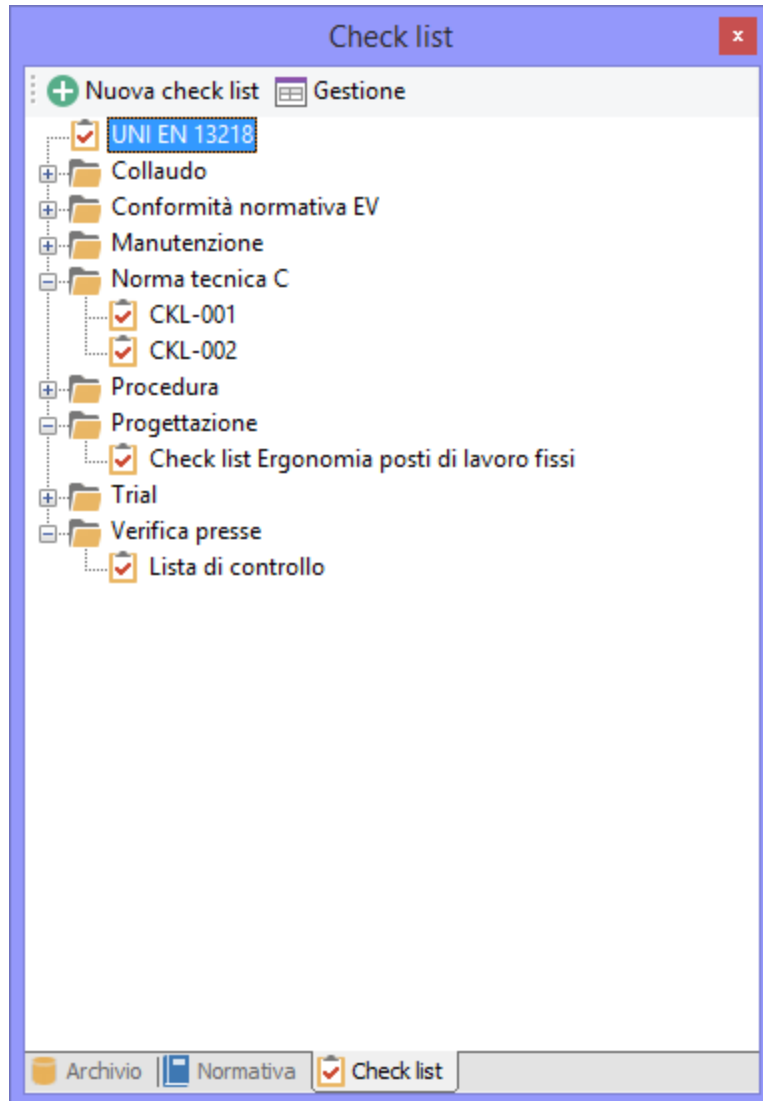 Check list
x
Nuova check list Gestione
UNI EN 13218
Collaudo
Conformità normativa EV
Manutenzione
Norma tecnica C
CKL-001
CKL-002
Procedura
Progettazione
Check list Ergonomia posti di lavoro fissi
Trial
Verifica presse
Lista di controllo
Archivio Normativa Check list